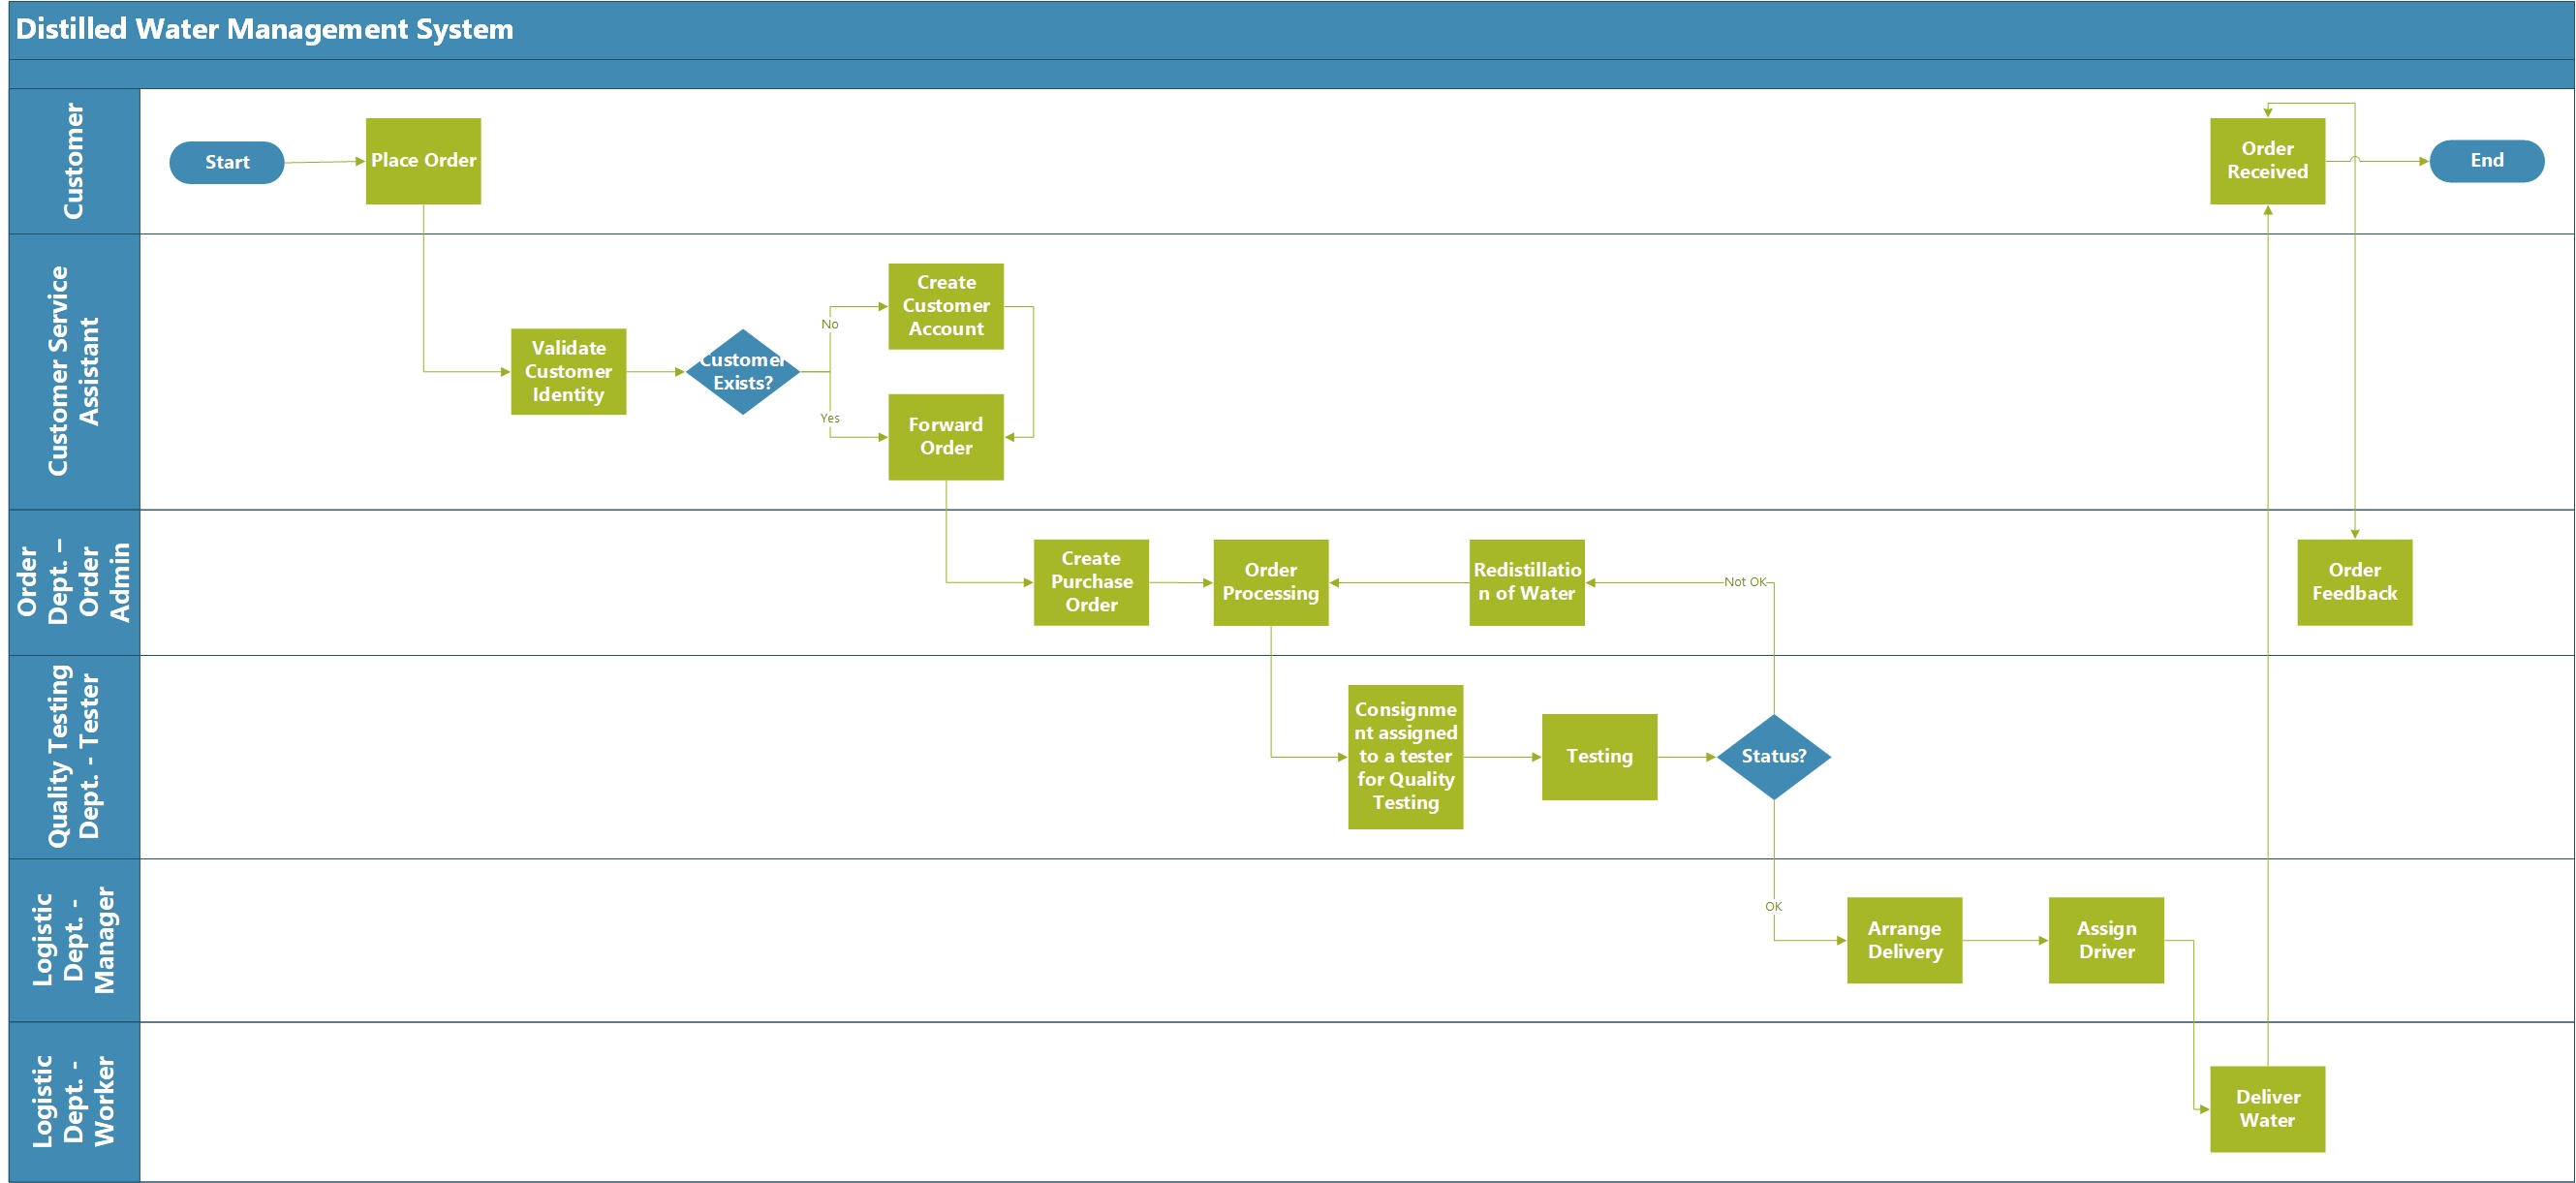 Distilled Water Management System
Customer
Start
Place Order
Order
Received
End
Customer Service
Assistant
Validate
Customer
Identity
Customer
Exists?
No
Yes
Create
Customer
Account
Forward
Order
Order
Dept. –
Order
Admin
Create
Purchase
Order
Order
Processing
Redistillatio
n of Water
Not OK
Order
Feedback
Quality Testing
Dept. - Tester
Consignme
nt assigned
to a tester
for Quality
Testing
Testing
Status?
Logistic
Dept. -
Manager
OK
Arrange
Delivery
Assign
Driver
Logistic
Dept. -
Worker
Deliver
Water